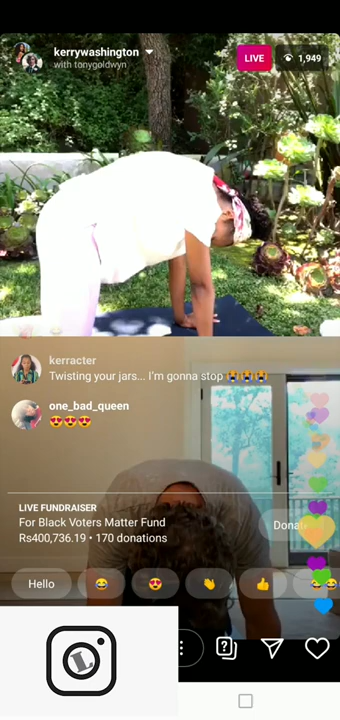 kerrywashington
with tonygoldwyn
LIVE
1,949
kerracter
Twisting your jars... I'm gonna stop 😭😭😭
one_bad_queen
😍😍😍
LIVE FUNDRAISER
For Black Voters Matter Fund
Rs400,736.19 • 170 donations
Donate
Hello
L